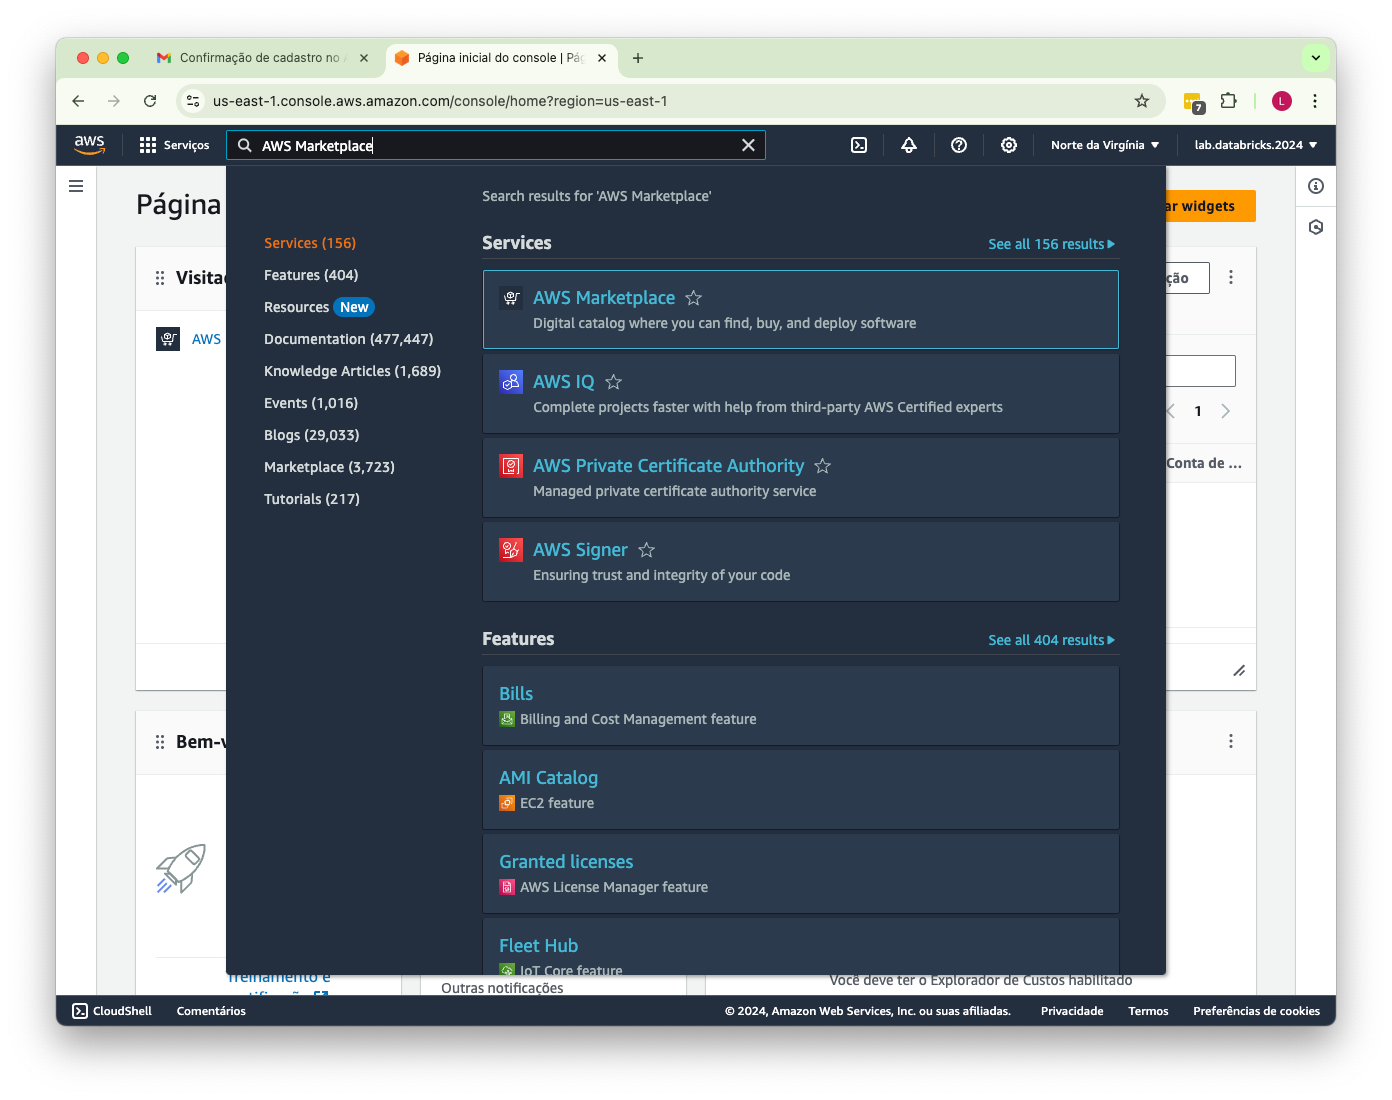 Confirmação de cadastro no
Página inicial do console | Pág
us-east-1.console.aws.amazon.com/console/home?region=us-east-1
7
L
aws
Serviços
AWS Marketplace
Norte da Virgínia
lab.databricks.2024
Página
ar widgets
Search results for 'AWS Marketplace'
Services (156)
Features (404)
Resources New
Documentation (477,447)
Knowledge Articles (1,689)
Events (1,016)
Blogs (29,033)
Marketplace (3,723)
Tutorials (217)
Services
See all 156 results
AWS Marketplace
Digital catalog where you can find, buy, and deploy software
AWS IQ
Complete projects faster with help from third-party AWS Certified experts
AWS Private Certificate Authority
Managed private certificate authority service
AWS Signer
Ensuring trust and integrity of your code
Features
See all 404 results
Bills
Billing and Cost Management feature
AMI Catalog
EC2 feature
Granted licenses
AWS License Manager feature
Fleet Hub
IoT Core feature
Visita
AWS
ção
1
Conta de ...
Bem-v
Treinamento e
Outras notificações
Você deve ter o Explorador de Custos habilitado
CloudShell
Comentários
© 2024, Amazon Web Services, Inc. ou suas afiliadas.
Privacidade
Termos
Preferências de cookies